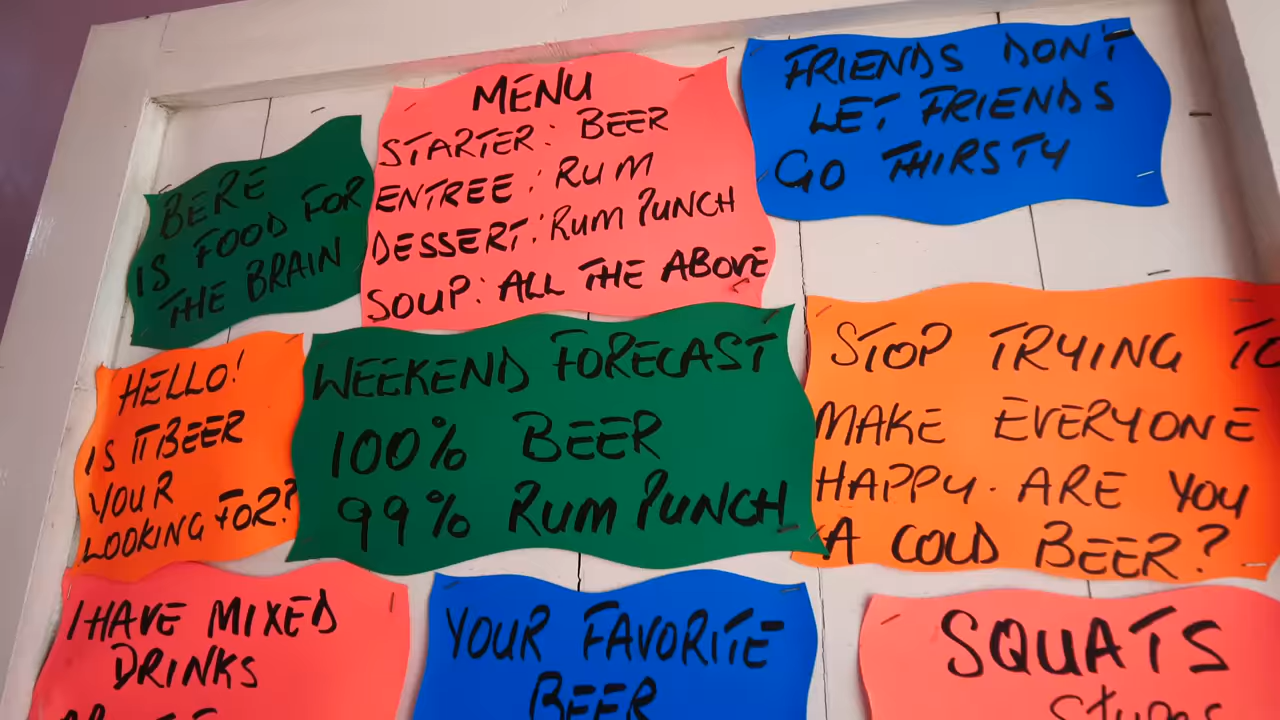 BERE
IS FOOD FOR
THE BRAIN
MENU
STARTER: BEER
ENTREE: RUM
DESSERT: RUM PUNCH
SOUP: ALL THE ABOVE
FRIENDS DON'T
LET FRIENDS
GO THIRSTY
HELLO!
IS IT BEER
YOUR
LOOKING FOR?
WEEKEND FORECAST
100% BEER
99% RUM PUNCH
STOP TRYING TO
MAKE EVERYONE
HAPPY. ARE YOU
A COLD BEER?
I HAVE MIXED
DRINKS
YOUR FAVORITE
BEER
SQUATS